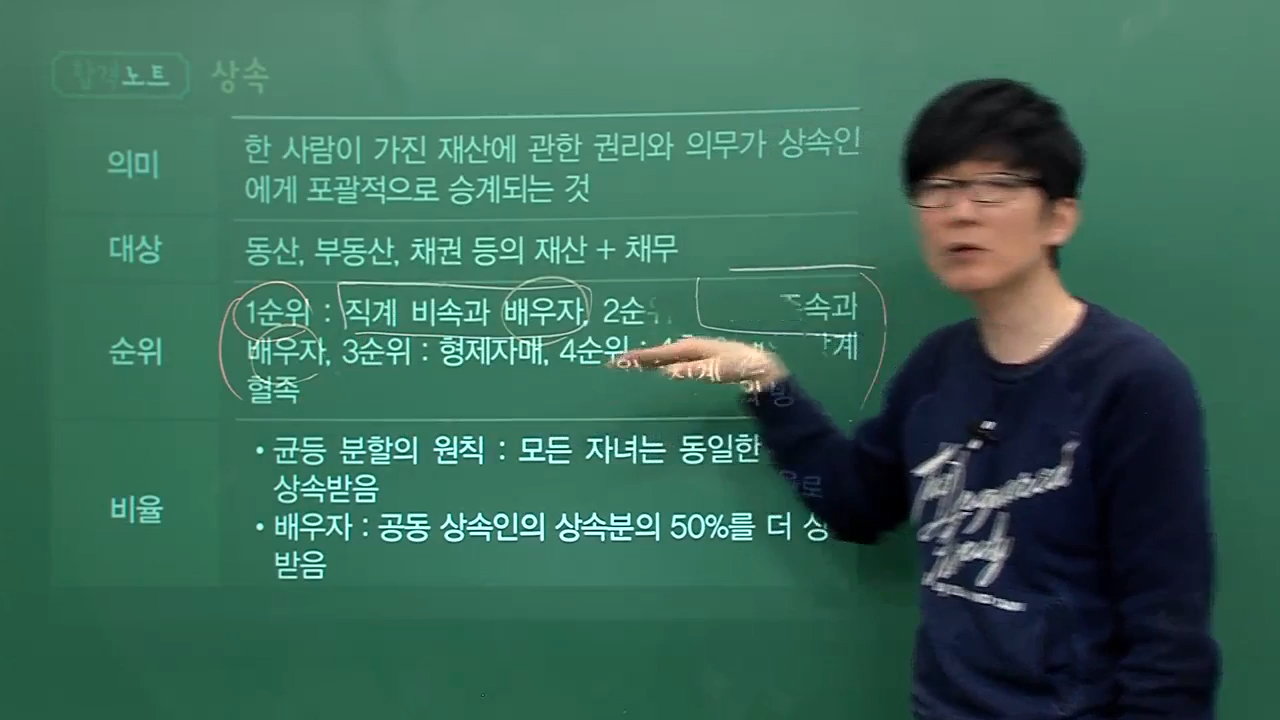 합격노트 상속
의미
한 사람이 가진 재산에 관한 권리와 의무가 상속인
에게 포괄적으로 승계되는 것
대상
동산, 부동산, 채권 등의 재산 + 채무
순위
1순위 : 직계 비속과 배우자, 2순위
배우자, 3순위 : 형제자매, 4순위 :
혈족
비율
• 균등 분할의 원칙 : 모든 자녀는 동일한
상속받음
• 배우자 : 공동 상속인의 상속분의 50%를 더
받음